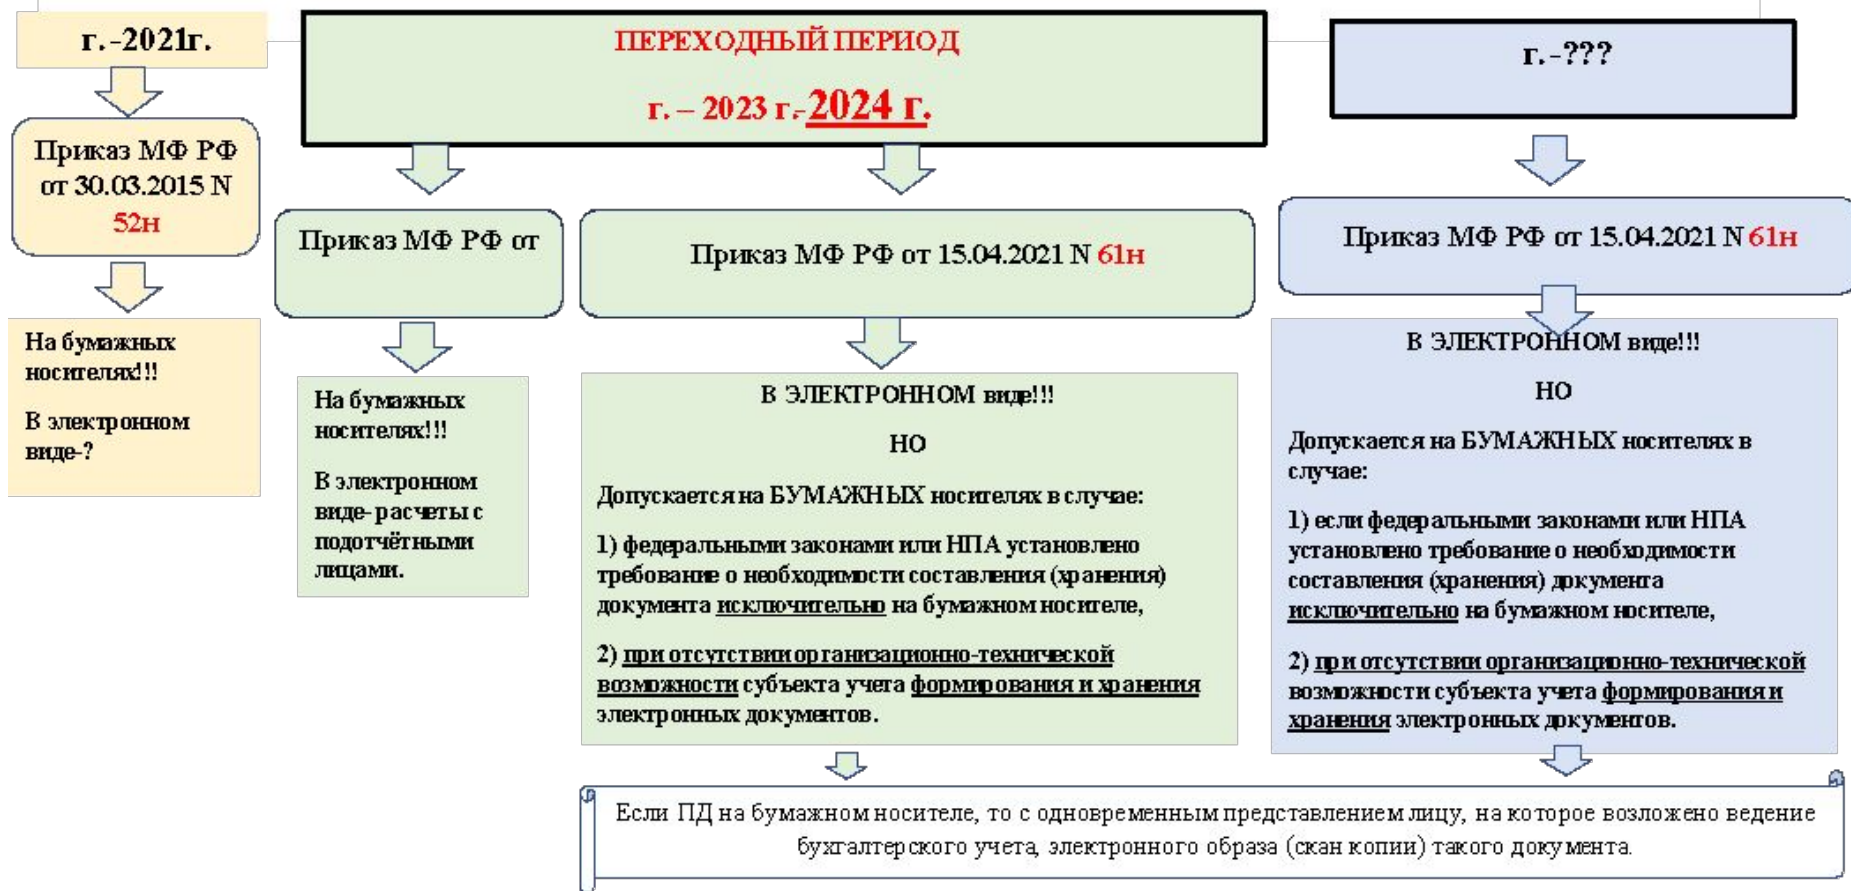 г.-2021г.
Приказ МФ РФ
от 30.03.2015 N
52н
На бумажных
носителях!!!
В электронном
виде-?
ПЕРЕХОДНЫЙ ПЕРИОД
г. – 2023 г.-2024 г.
Приказ МФ РФ от
На бумажных
носителях!!!
В электронном
виде- расчеты с
подотчётными
лицами.
Приказ МФ РФ от 15.04.2021 N 61н
В ЭЛЕКТРОННОМ виде!!!
НО
Допускается на БУМАЖНЫХ носителях в случае:
1) федеральными законами или НПА установлено
требование о необходимости составления (хранения)
документа исключительно на бумажном носителе,
2) при отсутствии организационно-технической
возможности субъекта учета формирования и хранения
электронных документов.
г.-???
Приказ МФ РФ от 15.04.2021 N 61н
В ЭЛЕКТРОННОМ виде!!!
НО
Допускается на БУМАЖНЫХ носителях в
случае:
1) если федеральными законами или НПА
установлено требование о необходимости
составления (хранения) документа
исключительно на бумажном носителе,
2) при отсутствии организационно-технической
возможности субъекта учета формирования и
хранения электронных документов.
Если ПД на бумажном носителе, то с одновременным представлением лицу, на которое возложено ведение
бухгалтерского учета, электронного образа (скан копии) такого документа.